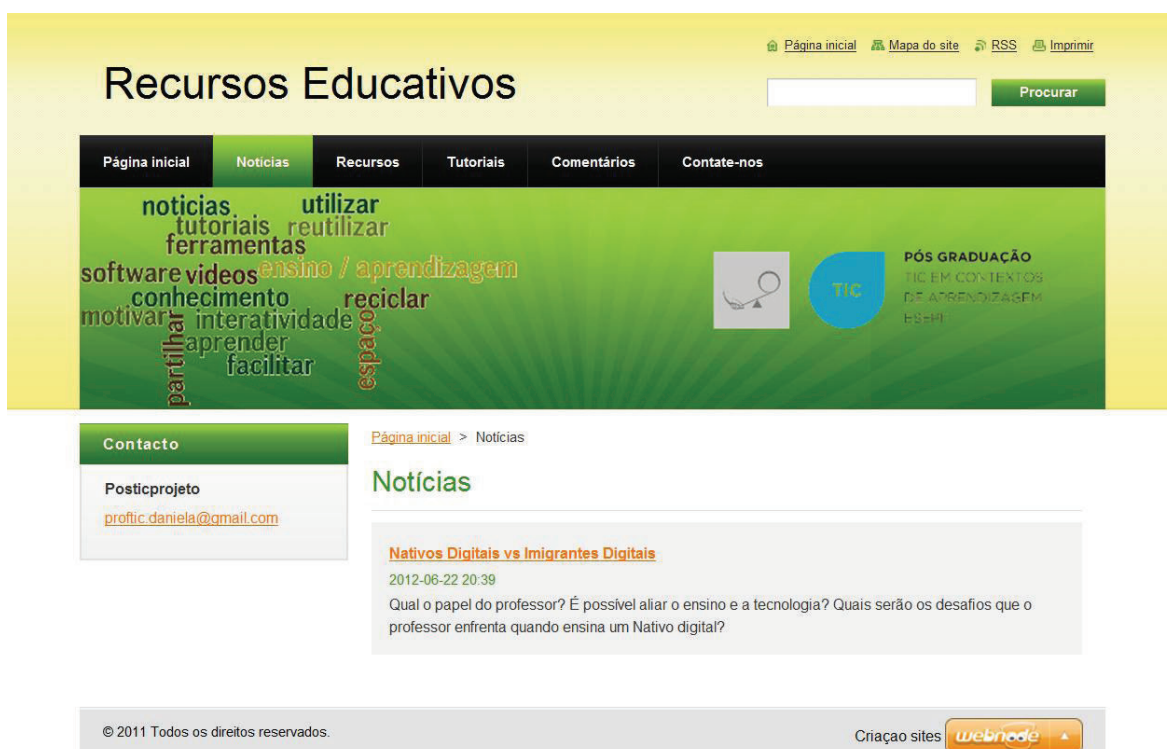 Página inicial Mapa do site RSS Imprimir
Recursos Educativos
Procurar
Página inicial Notícias Recursos Tutoriais Comentários Contate-nos
noticias utilizar
tutoriais reutilizar
ferramentas
software videos ensino / aprendizagem
conhecimento reciclar
motivar interatividade
partilhar aprender espaço
facilitar
TIC
PÓS GRADUAÇÃO
TIC EM CONTEXTOS
DE APRENDIZAGEM
Contacto
Posticprojeto
proftic.daniela@gmail.com
Página inicial > Notícias
Notícias
Nativos Digitais vs Imigrantes Digitais
2012-06-22 20:39
Qual o papel do professor? É possível aliar o ensino e a tecnologia? Quais serão os desafios que o
professor enfrenta quando ensina um Nativo digital?
© 2011 Todos os direitos reservados.
Criaçao sites webnode